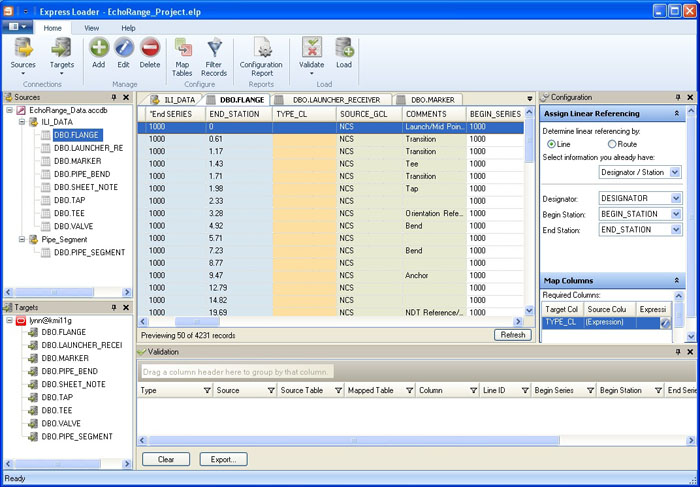 Express Loader - EchoRange_Project.elp
Home View Help
Sources Targets Add Edit Delete Map Tables Filter Records Configuration Report Validate Load
Connections Manage Configure Reports Load
Sources
EchoRange_Data.accdb
ILI_DATA
DBO.FLANGE
DBO.LAUNCHER_RE
DBO.MARKER
DBO.PIPE_BEND
DBO.SHEET_NOTE
DBO.TAP
DBO.TEE
DBO.VALVE
Pipe_Segment
DBO.PIPE_SEGMENT
Targets
lynn@kmi11g
DBO.FLANGE
DBO.LAUNCHER_RECEI
DBO.MARKER
DBO.PIPE_BEND
DBO.SHEET_NOTE
DBO.TAP
DBO.TEE
DBO.VALVE
DBO.PIPE_SEGMENT
ILI_DATA DBO.FLANGE DBO.LAUNCHER_RECEIVER DBO.MARKER
"End SERIES END_STATION TYPE_CL SOURCE_GCL COMMENTS BEGIN_SERIES
1000 0 NCS Launch/Mid Poin... 1000
1000 0.61 NCS Transition 1000
1000 1.17 NCS Transition 1000
1000 1.43 NCS Tee 1000
1000 1.71 NCS Transition 1000
1000 1.98 NCS Tap 1000
1000 2.33 NCS 1000
1000 3.28 NCS Orientation Refe... 1000
1000 4.92 NCS Bend 1000
1000 5.71 NCS 1000
1000 7.23 NCS Bend 1000
1000 8.77 NCS 1000
1000 9.47 NCS Anchor 1000
1000 12.79 NCS 1000
1000 14.82 NCS 1000
1000 19.69 NCS NDT Reference/... 1000
Previewing 50 of 4231 records
Refresh
Configuration
Assign Linear Referencing
Determine linear referencing by:
Line Route
Select information you already have:
Designator / Station
Designator: DESIGNATOR
Begin Station: BEGIN_STATION
End Station: END_STATION
Map Columns
Required Columns:
Target Col Source Colu Expressi
TYPE_CL (Expression)
Validation
Drag a column header here to group by that column.
Type Source Source Table Mapped Table Column Line ID Begin Series Begin Station End Serie
Clear Export...
Ready